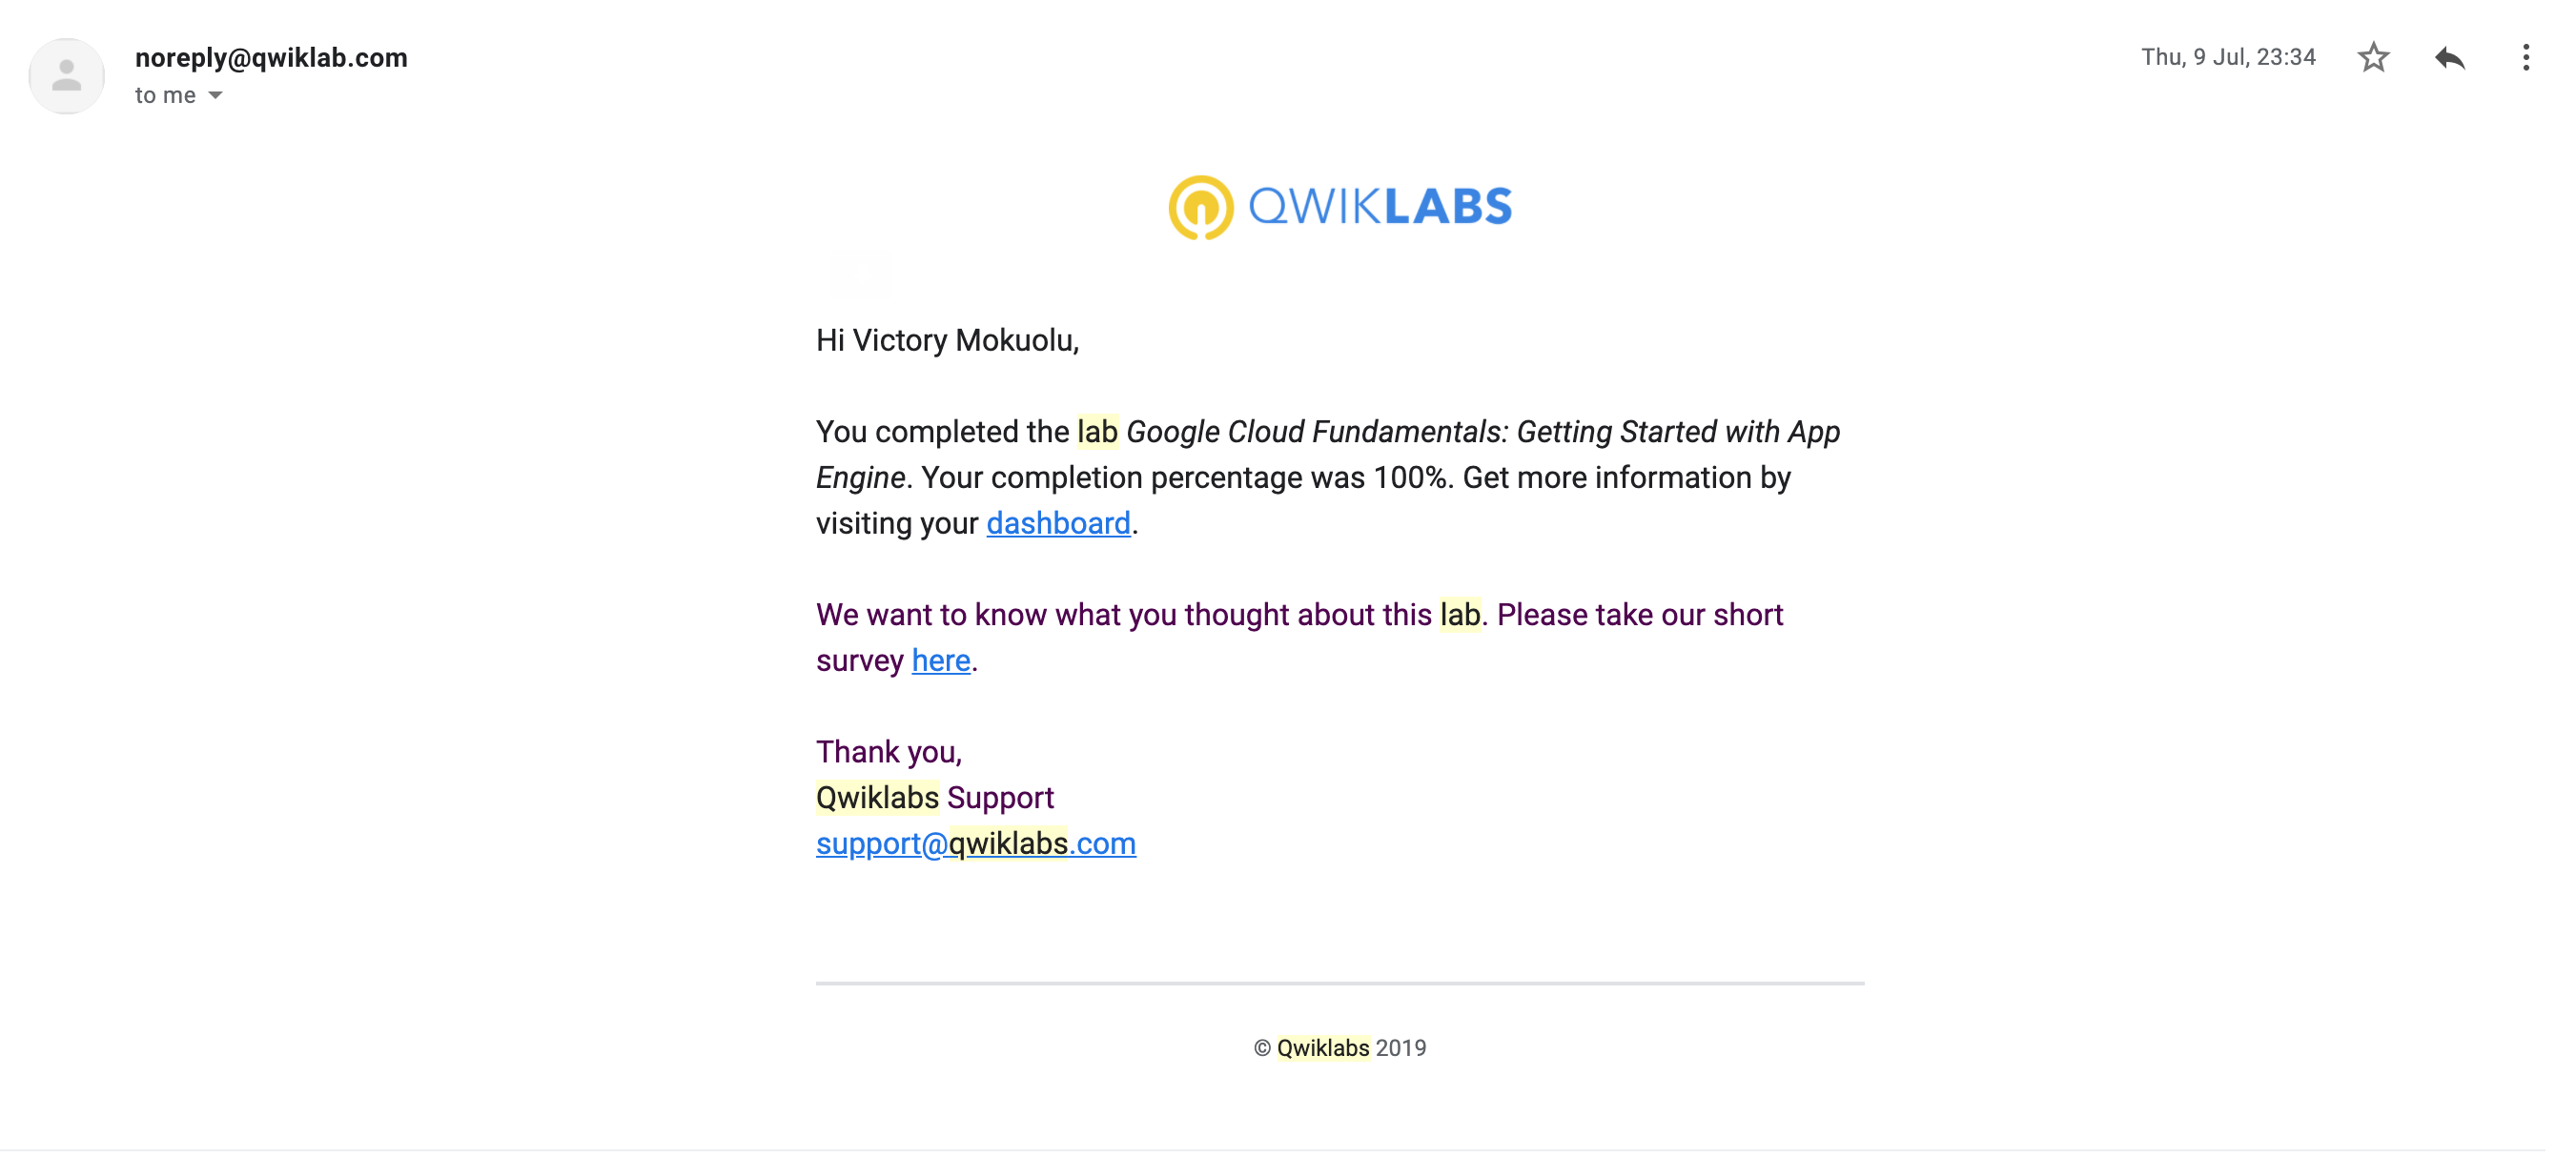 noreply@qwiklab.com
Thu, 9 Jul, 23:34
to me
QWIKLABS
Hi Victory Mokuolu,
You completed the lab Google Cloud Fundamentals: Getting Started with App
Engine. Your completion percentage was 100%. Get more information by
visiting your dashboard.
We want to know what you thought about this lab. Please take our short
survey here.
Thank you,
Qwiklabs Support
support@qwiklabs.com
© Qwiklabs 2019